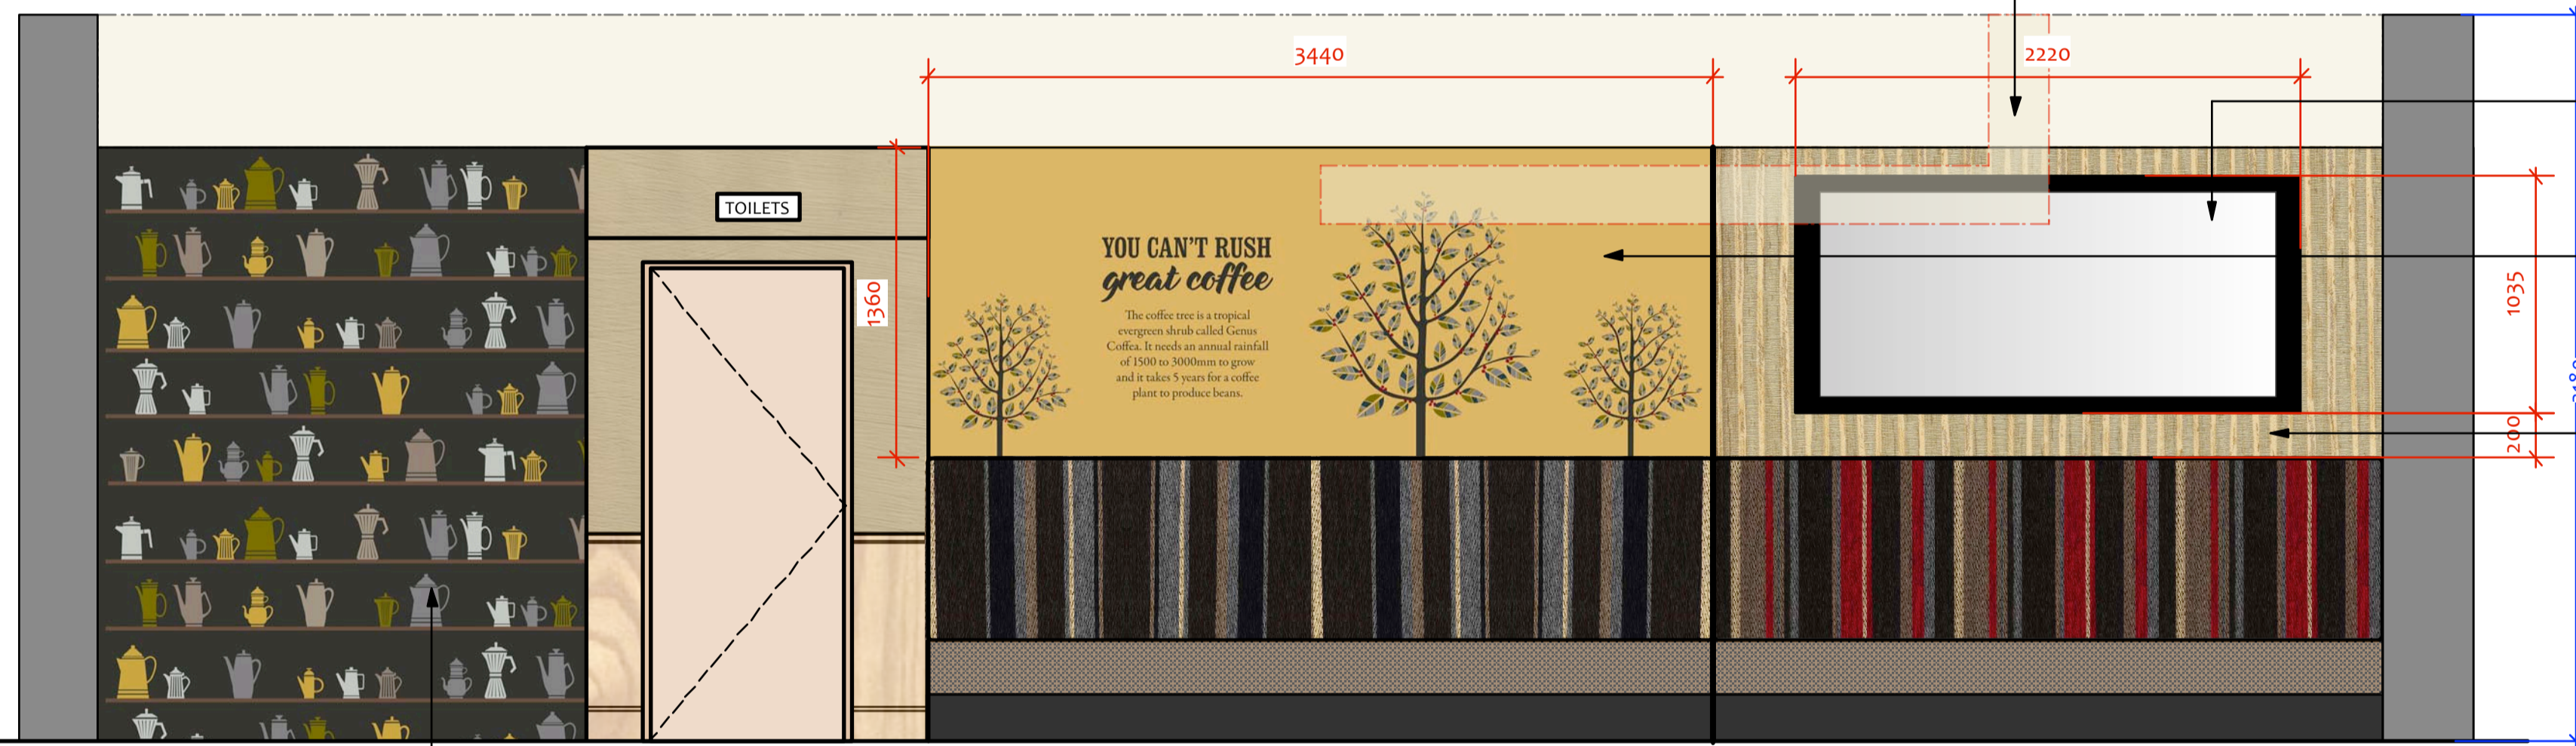 3440
2220
TOILETS
1360
YOU CAN'T RUSH
great coffee
The coffee tree is a tropical
evergreen shrub called Genus
Coffea. It needs an annual rainfall
of 1500 to 3000mm to grow
and it takes 5 years for a coffee
plant to produce beans.
1035
200